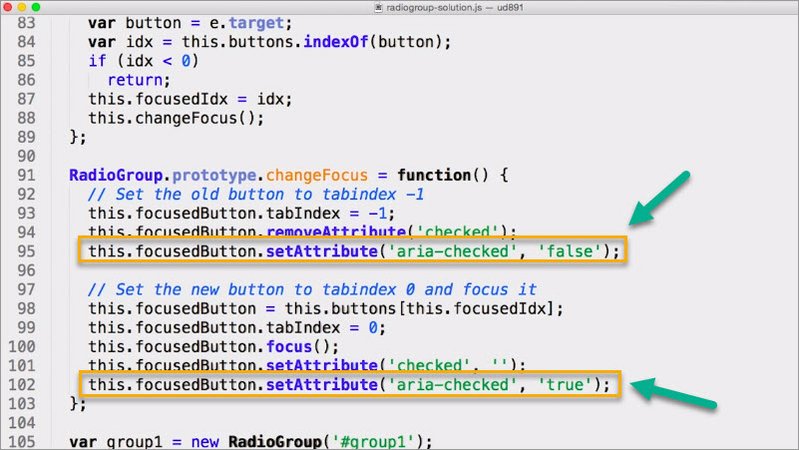 radiogroup-solution.js — ud891
83 var button = e.target;
84 var idx = this.buttons.indexOf(button);
85 if (idx < 0)
86 return;
87 this.focusedIdx = idx;
88 this.changeFocus();
89 };
90
91 RadioGroup.prototype.changeFocus = function() {
92 // Set the old button to tabindex -1
93 this.focusedButton.tabIndex = -1;
94 this.focusedButton.removeAttribute('checked');
95 this.focusedButton.setAttribute('aria-checked', 'false');
96
97 // Set the new button to tabindex 0 and focus it
98 this.focusedButton = this.buttons[this.focusedIdx];
99 this.focusedButton.tabIndex = 0;
100 this.focusedButton.focus();
101 this.focusedButton.setAttribute('checked', '');
102 this.focusedButton.setAttribute('aria-checked', 'true');
103 };
104
105 var group1 = new RadioGroup('#group1');